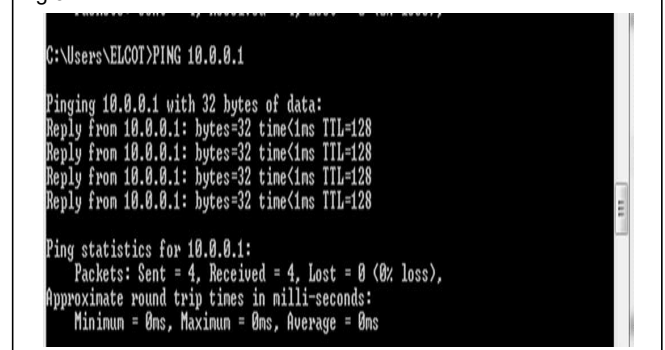 C:\Users\ELCOT>PING 10.0.0.1
Pinging 10.0.0.1 with 32 bytes of data:
Reply from 10.0.0.1: bytes=32 time<1ms TTL=128
Reply from 10.0.0.1: bytes=32 time<1ms TTL=128
Reply from 10.0.0.1: bytes=32 time<1ms TTL=128
Reply from 10.0.0.1: bytes=32 time<1ms TTL=128
Ping statistics for 10.0.0.1:
Packets: Sent = 4, Received = 4, Lost = 0 (0% loss),
Approximate round trip times in milli-seconds:
Minimum = 0ms, Maximum = 0ms, Average = 0ms